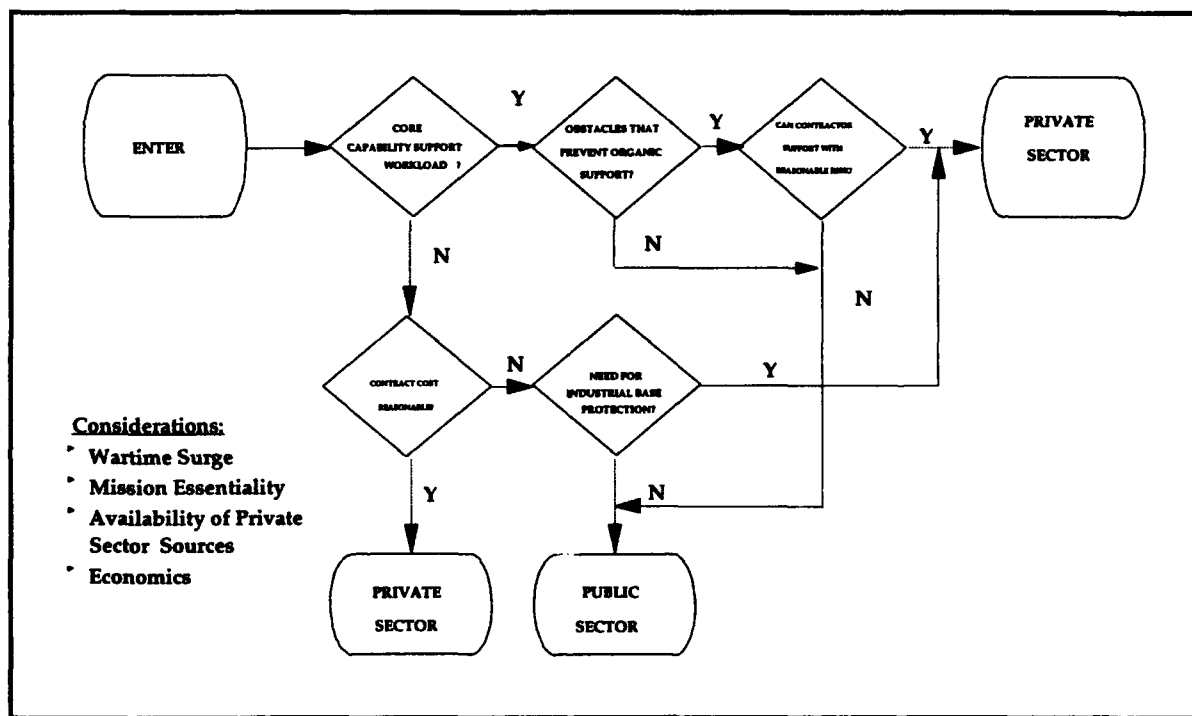 ENTER
CORE
CAPABILITY SUPPORT
WORKLOAD ?
Y
OBSTACLES THAT
PREVENT ORGANIC
SUPPORT?
Y
CAN CONTRACTOR
SUPPORT WITH
REASONABLE RISK?
Y
PRIVATE
SECTOR
N
N
N
CONTRACT COST
REASONABLE?
N
NEED FOR
INDUSTRIAL BASE
PROTECTION?
Y
Considerations:
Wartime Surge
Mission Essentiality
Availability of Private
Sector Sources
Economics
Y
N
PRIVATE
SECTOR
PUBLIC
SECTOR